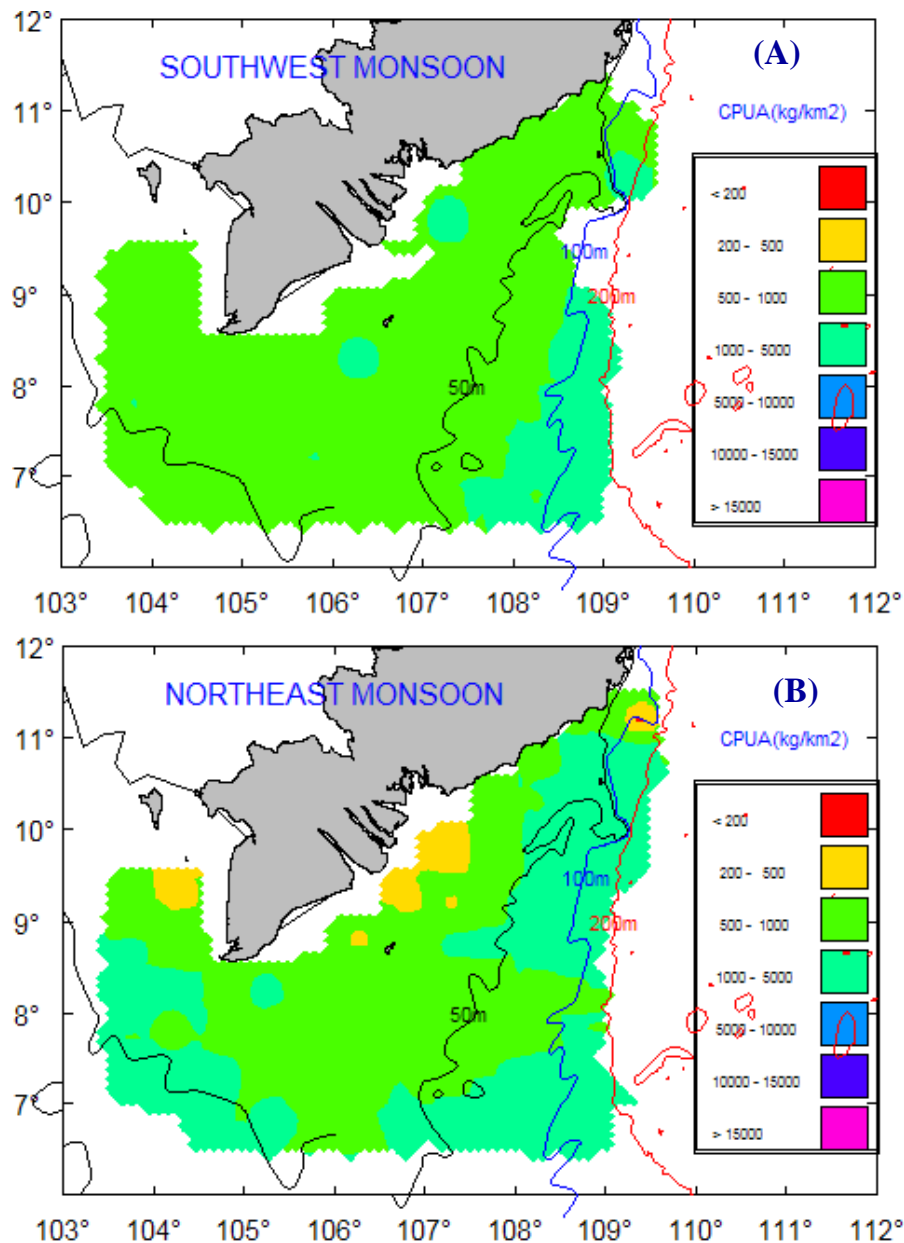 12°
SOUTHWEST MONSOON
(A)
11°
CPUA(kg/km2)
< 200
10°
200 - 500
100m
9°
200m
500 - 1000
1000 - 5000
8°
50m
5000 - 10000
7°
10000 - 15000
> 15000
103° 104° 105° 106° 107° 108° 109° 110° 111° 112°
12°
NORTHEAST MONSOON
(B)
11°
CPUA(kg/km2)
< 200
10°
200 - 500
100m
9°
200m
500 - 1000
1000 - 5000
8°
50m
5000 - 10000
7°
10000 - 15000
> 15000
103° 104° 105° 106° 107° 108° 109° 110° 111° 112°